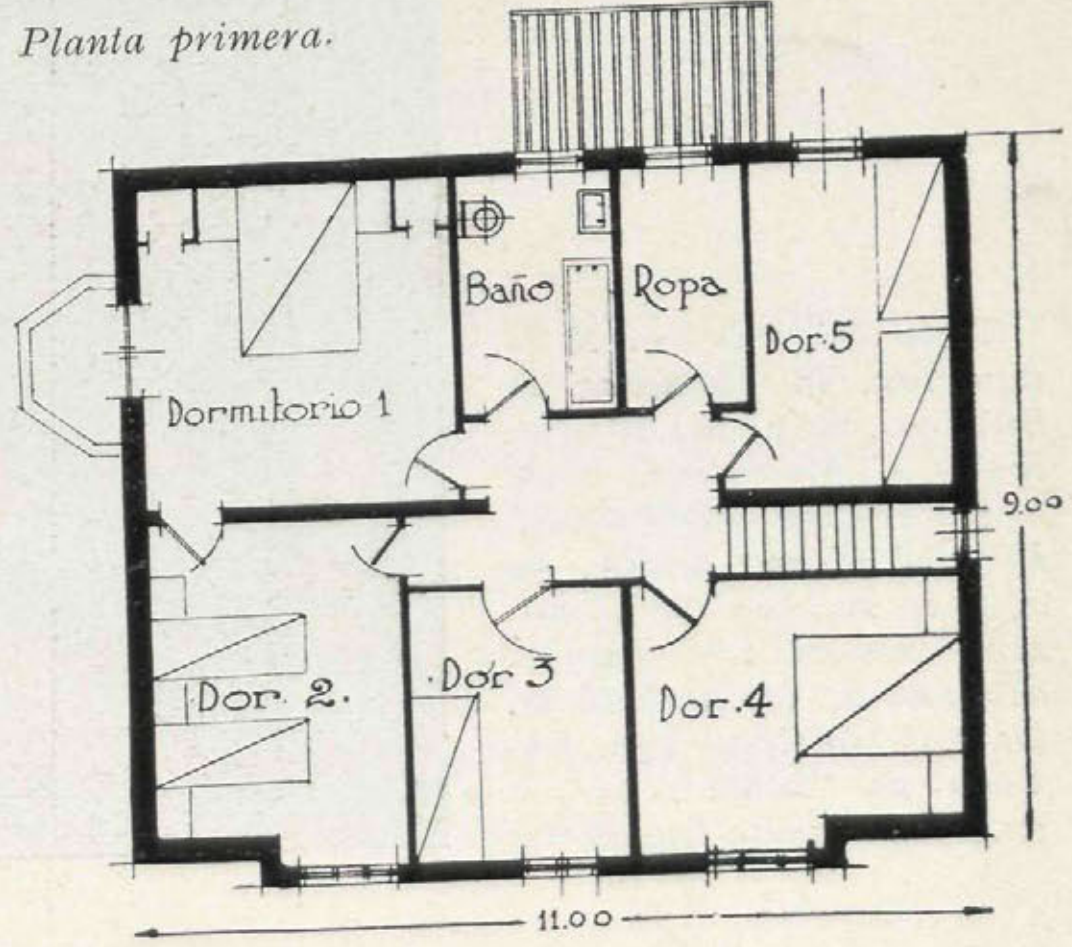 Planta primera.
Baño
Ropa
Dor. 5
Dormitorio 1
9.00
Dor. 2.
Dor 3
Dor. 4
11.00